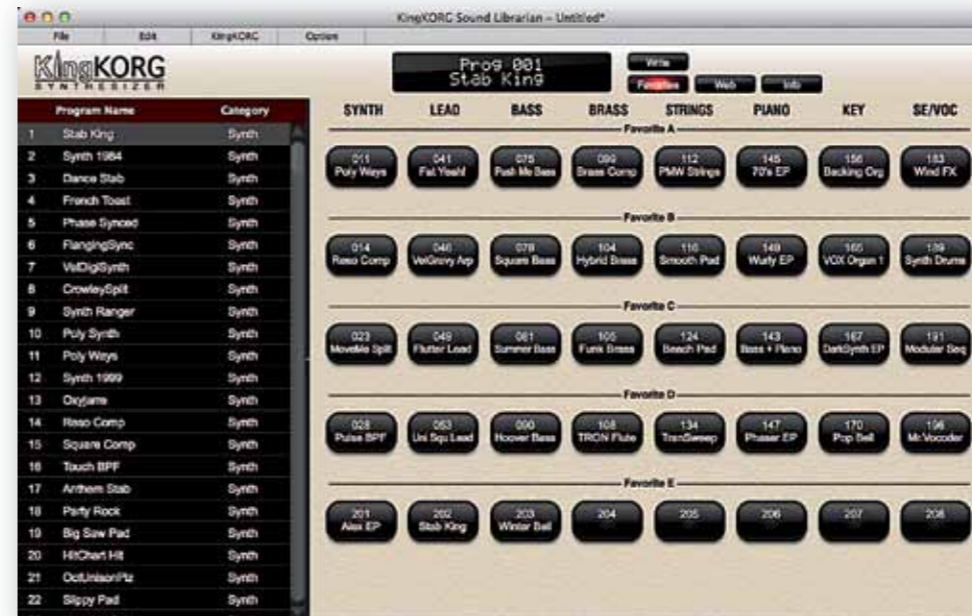 KingKORG Sound Librarian – Untitled*
File Edit KingKORG Option
KingKORG
SYNTHESIZER
Prog 001
Stab King
Write
Favorites Web Info
Program Name Category
1 Stab King Synth
2 Synth 1984 Synth
3 Dance Stab Synth
4 French Toast Synth
5 Phase Synced Synth
6 FlangingSync Synth
7 VelDigiSynth Synth
8 CrowleySplit Synth
9 Synth Ranger Synth
10 Poly Synth Synth
11 Poly Ways Synth
12 Synth 1999 Synth
13 Oxyjams Synth
14 Reso Comp Synth
15 Square Comp Synth
16 Touch BPF Synth
17 Anthem Stab Synth
18 Party Rock Synth
19 Big Saw Pad Synth
20 HitChart Hit Synth
21 OctUnisonPlz Synth
22 Slippy Pad Synth
SYNTH LEAD BASS BRASS STRINGS PIANO KEY SE/VOC
Favorite A
011 041 075 099 112 145 156 183
Poly Ways Fat Yeah! Push Me Bass Brass Comp PMW Strings 70's EP Backing Org Wind FX
Favorite B
014 046 078 104 116 149 165 189
Reso Comp VelGravy Arp Square Bass Hybrid Brass Smooth Pad Wurly EP VOX Organ 1 Synth Drums
Favorite C
023 049 081 105 124 143 167 191
MoveMe Split Flutter Lead Summer Bass Funk Brass Beach Pad Bass + Piano DarkSynth EP Modular Seq
Favorite D
028 053 090 108 134 147 170 196
Pulse BPF Uni Squ Lead Hoover Bass TRON Flute TranSweep Phaser EP Pop Bell Mr.Vocoder
Favorite E
201 202 203 204 205 206 207 208
Alex EP Stab King Winter Bell